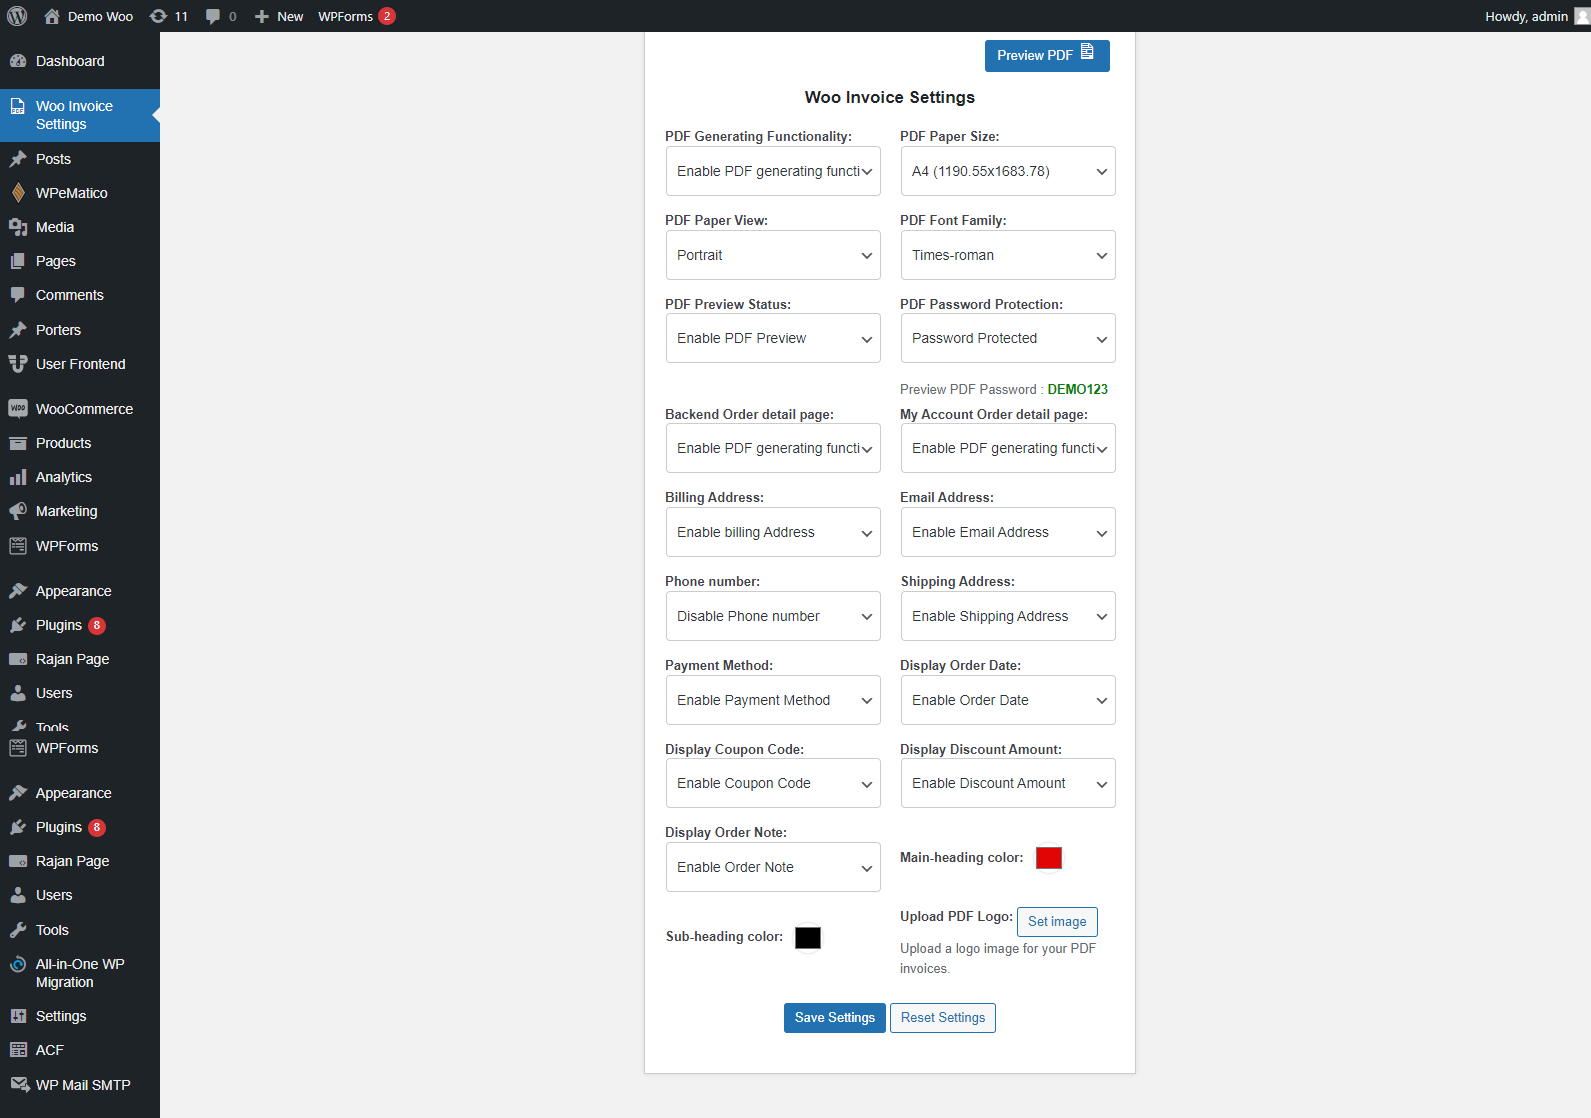 Demo Woo
11
0
New
WPForms 2
Howdy, admin
Dashboard
Woo Invoice
Settings
Posts
WPeMatico
Media
Pages
Comments
Porters
User Frontend
WooCommerce
Products
Analytics
Marketing
WPForms
Appearance
Plugins 8
Rajan Page
Users
Tools
WPForms
Appearance
Plugins 8
Rajan Page
Users
Tools
All-in-One WP
Migration
Settings
ACF
WP Mail SMTP
Preview PDF
Woo Invoice Settings
PDF Generating Functionality:
Enable PDF generating functi
PDF Paper Size:
A4 (1190.55x1683.78)
PDF Paper View:
Portrait
PDF Font Family:
Times-roman
PDF Preview Status:
Enable PDF Preview
PDF Password Protection:
Password Protected
Preview PDF Password : DEMO123
Backend Order detail page:
Enable PDF generating functi
My Account Order detail page:
Enable PDF generating functi
Billing Address:
Enable billing Address
Email Address:
Enable Email Address
Phone number:
Disable Phone number
Shipping Address:
Enable Shipping Address
Payment Method:
Enable Payment Method
Display Order Date:
Enable Order Date
Display Coupon Code:
Enable Coupon Code
Display Discount Amount:
Enable Discount Amount
Display Order Note:
Enable Order Note
Main-heading color:
Sub-heading color:
Upload PDF Logo: Set image
Upload a logo image for your PDF
invoices.
Save Settings
Reset Settings